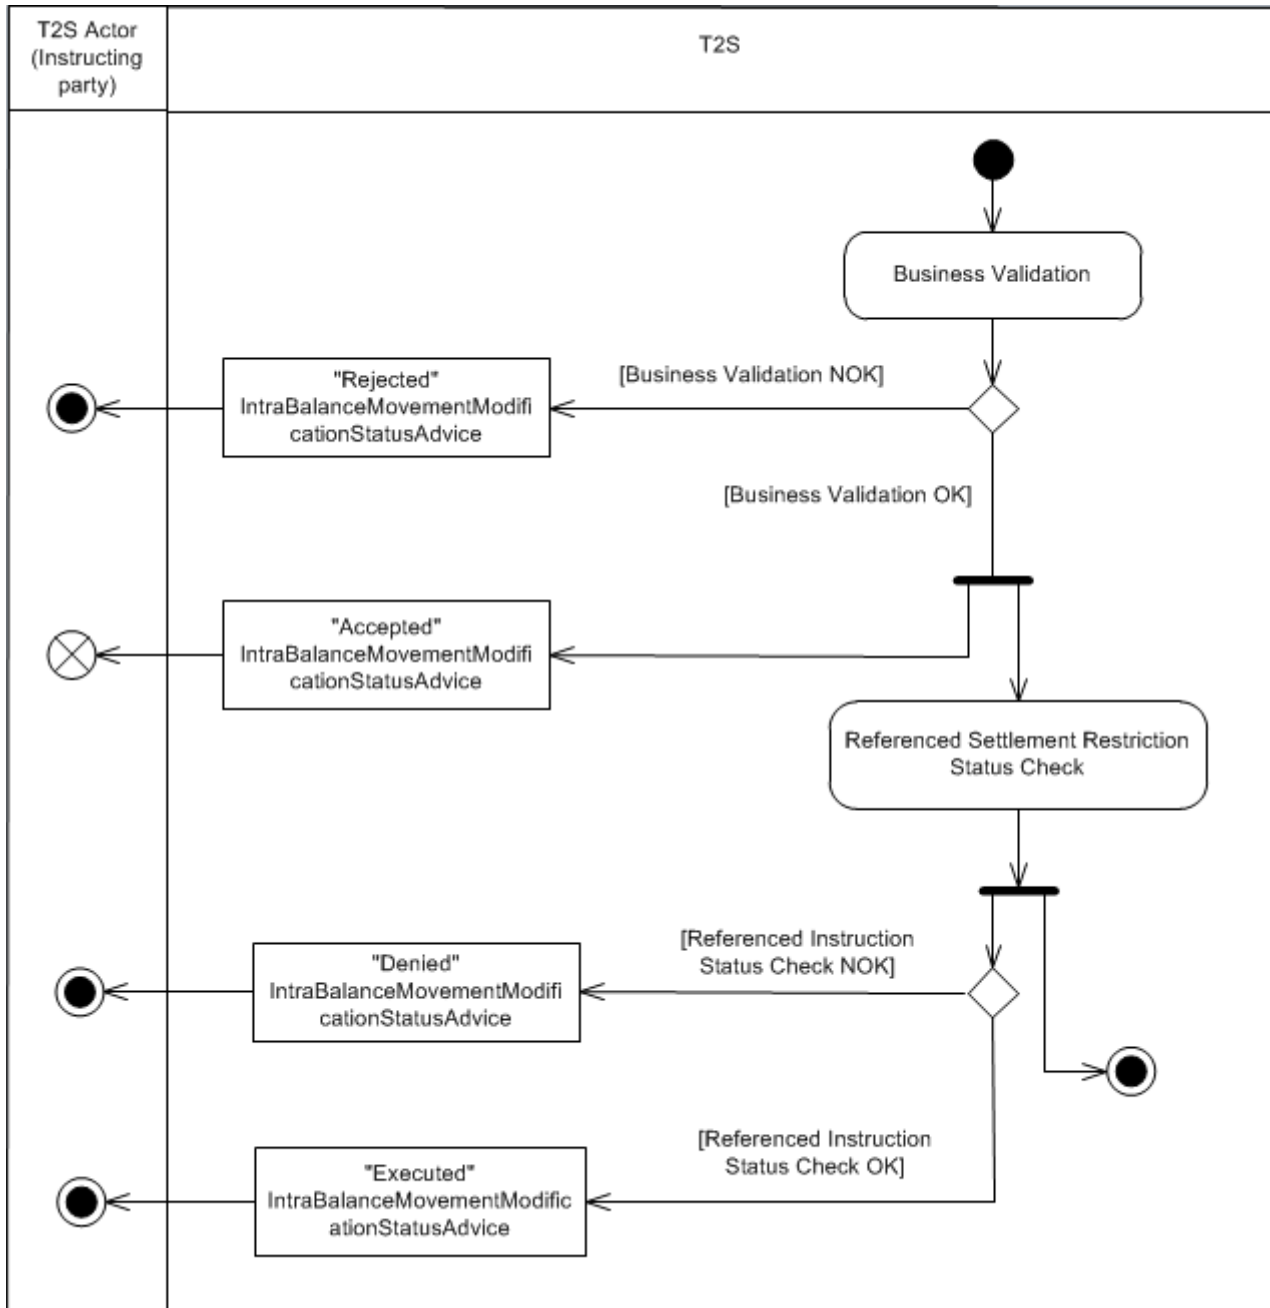 T2S Actor
(Instructing
party)
T2S
Business Validation
[Business Validation NOK]
"Rejected"
IntraBalanceMovementModifi
cationStatusAdvice
[Business Validation OK]
"Accepted"
IntraBalanceMovementModifi
cationStatusAdvice
Referenced Settlement Restriction
Status Check
[Referenced Instruction
Status Check NOK]
"Denied"
IntraBalanceMovementModifi
cationStatusAdvice
[Referenced Instruction
Status Check OK]
"Executed"
IntraBalanceMovementModific
ationStatusAdvice